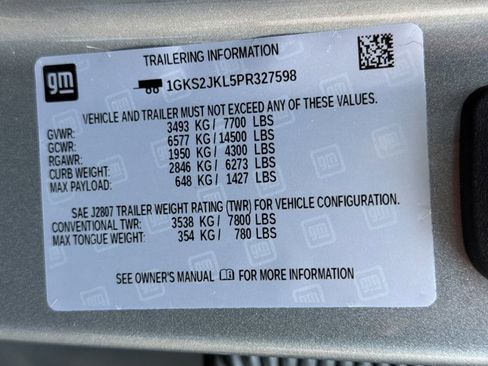 TRAILERING INFORMATION
gm
1GKS2JKL5PR327598
VEHICLE AND TRAILER MUST NOT EXCEED ANY OF THESE VALUES.
GVWR: 3493 KG/ 7700 LBS
GCWR: 6577 KG/14500 LBS
RGAWR: 1950 KG/ 4300 LBS
CURB WEIGHT: 2846 KG/ 6273 LBS
MAX PAYLOAD: 648 KG/ 1427 LBS
SAE J2807 TRAILER WEIGHT RATING (TWR) FOR VEHICLE CONFIGURATION.
CONVENTIONAL TWR: 3538 KG/ 7800 LBS
MAX TONGUE WEIGHT: 354 KG/ 780 LBS
SEE OWNER'S MANUAL FOR MORE INFORMATION